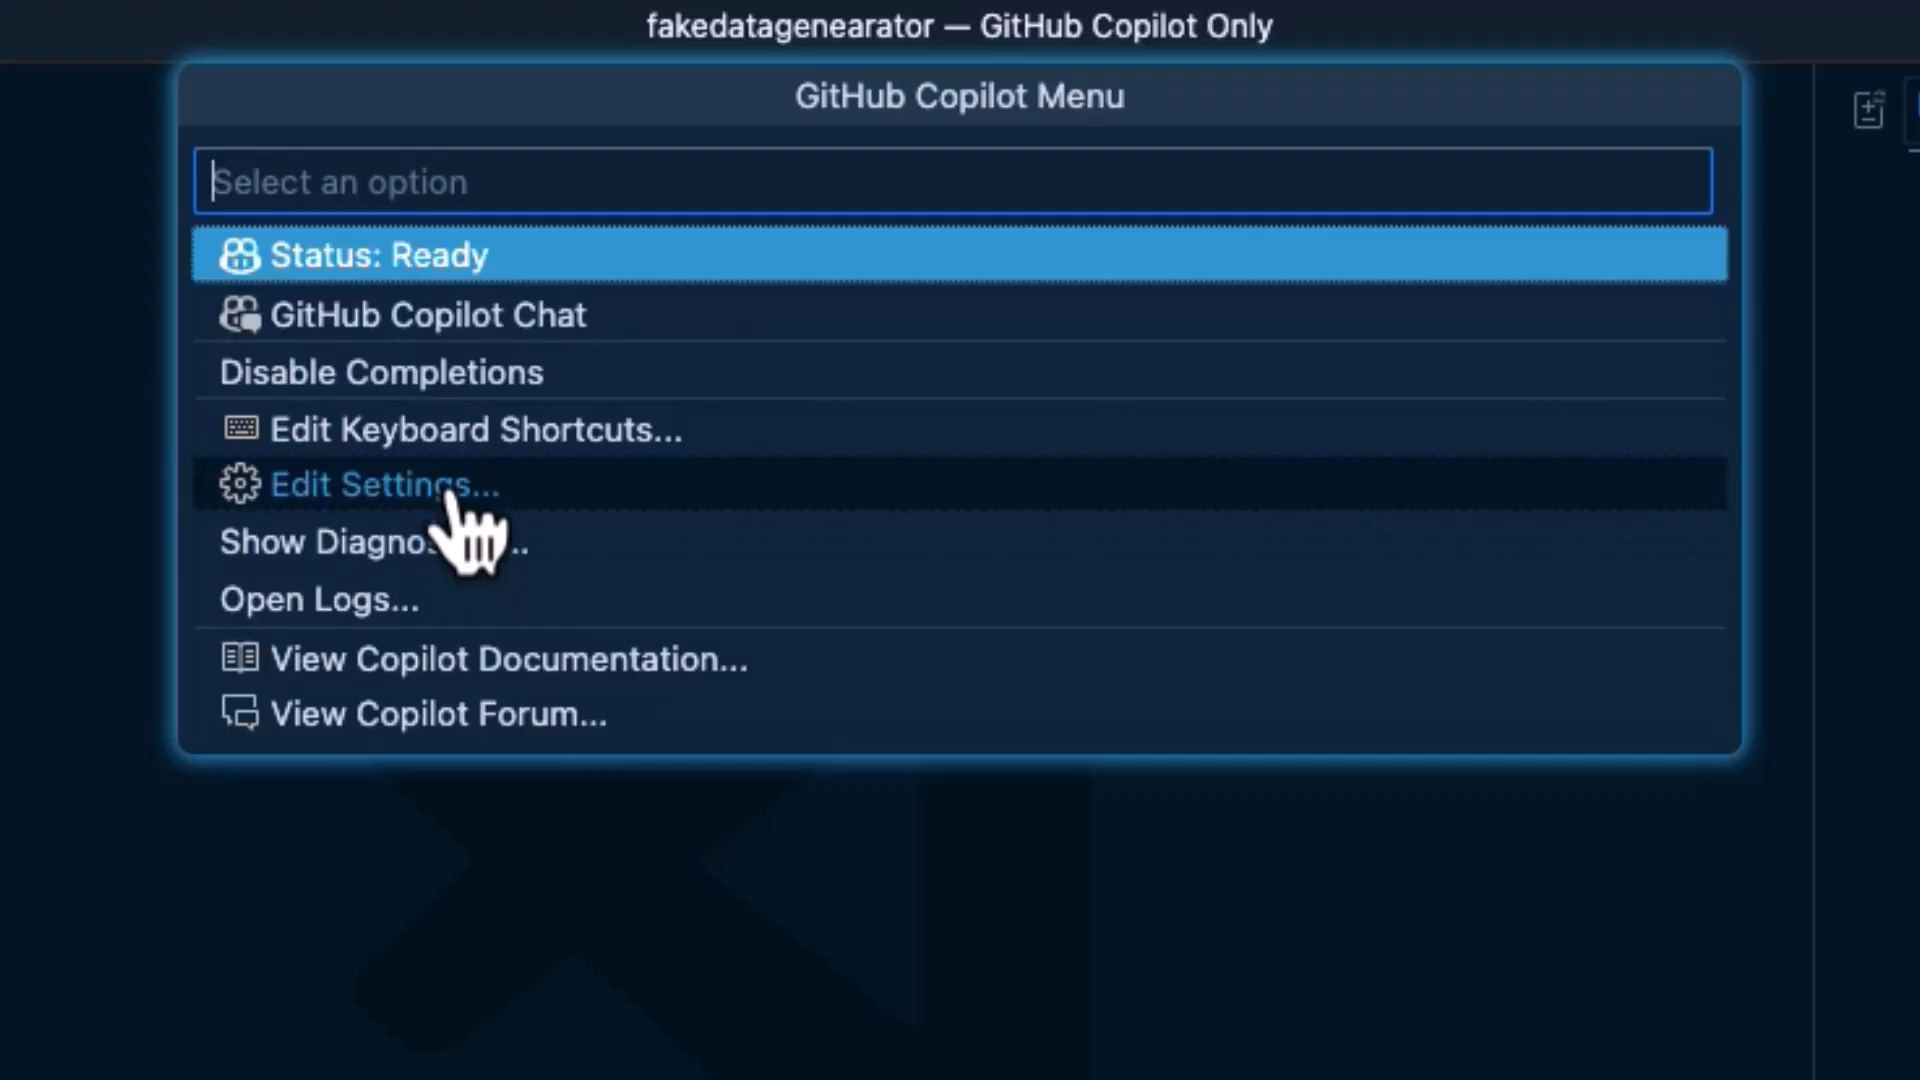 fakedatagenearator — GitHub Copilot Only
GitHub Copilot Menu
Select an option
Status: Ready
GitHub Copilot Chat
Disable Completions
Edit Keyboard Shortcuts...
Edit Settings...
Show
Open Logs...
View Copilot Documentation...
View Copilot Forum...